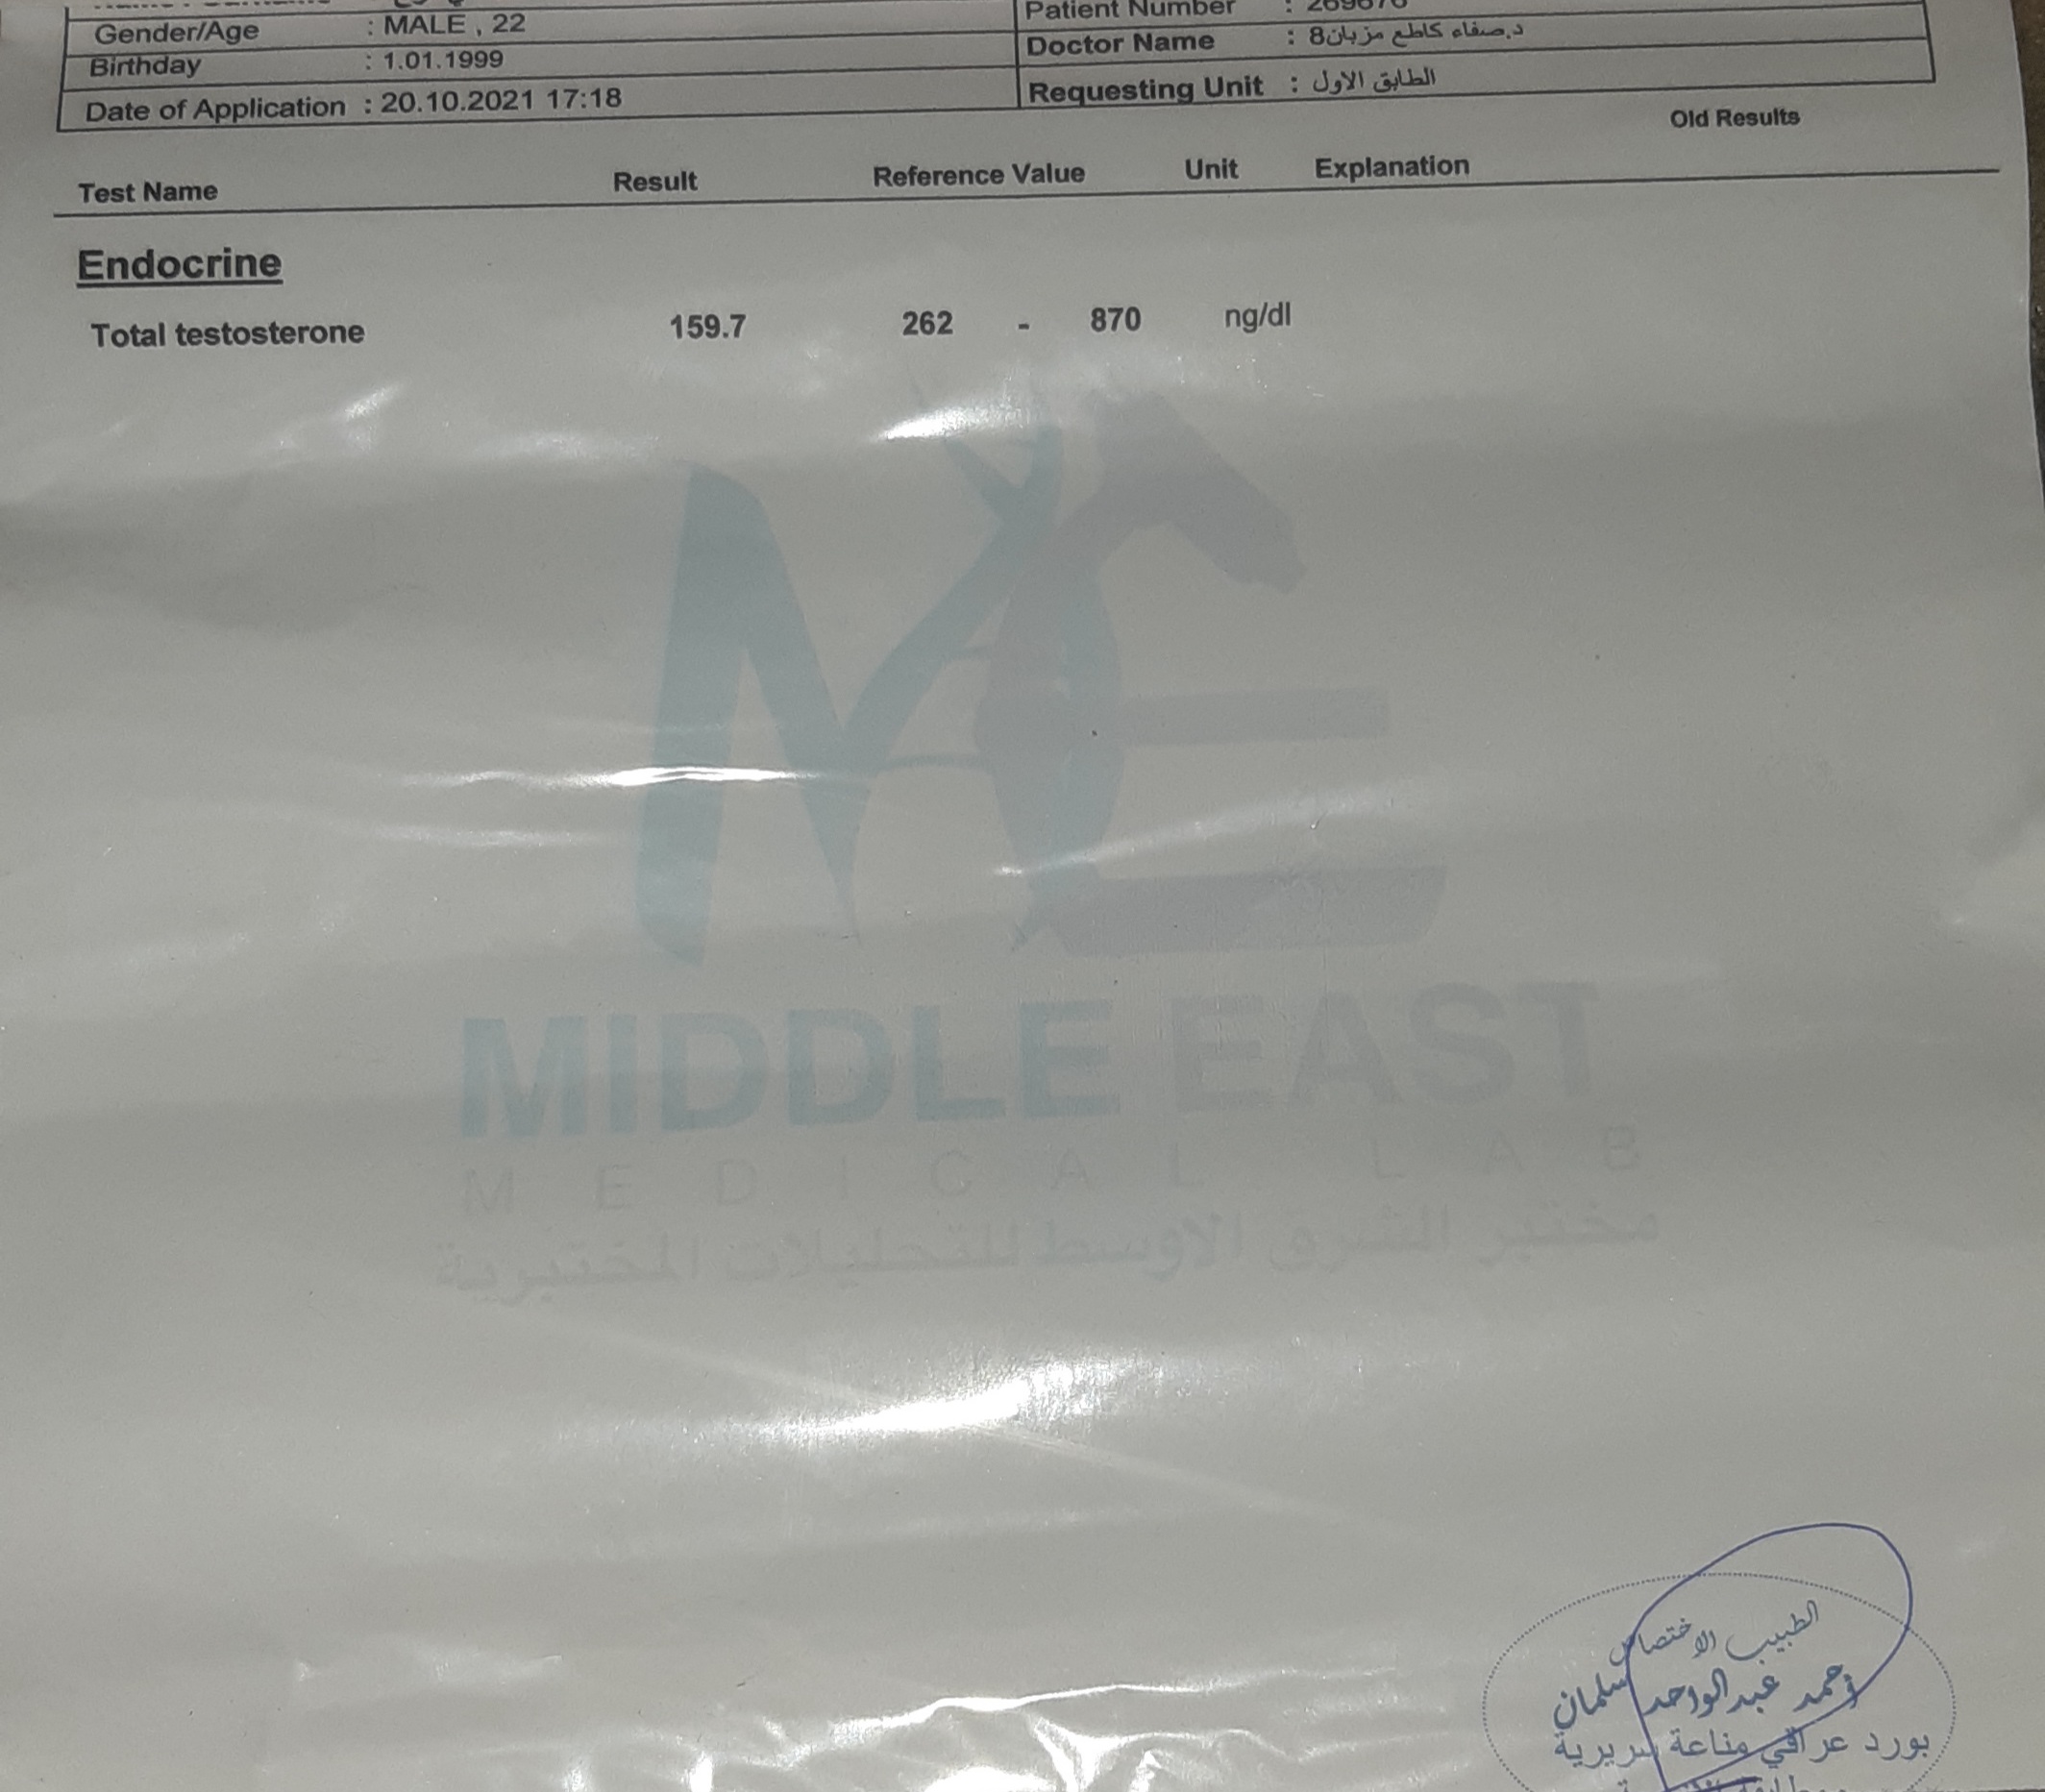 Gender/Age : MALE , 22
Birthday : 1.01.1999
Date of Application : 20.10.2021 17:18
Patient Number :
Doctor Name : د.صفاء كاطع مزبان8
Requesting Unit : الطابق الاول
Old Results
Test Name Result Reference Value Unit Explanation
Endocrine
Total testosterone 159.7 262 - 870 ng/dl
ME
MIDDLE EAST
MEDICAL LAB
مختبر الشرق الاوسط للتحليلات المختبرية
الطبيب الاختصاص
أحمد عبدالواحد سلمان
بورد عراقي مناعة سريرية